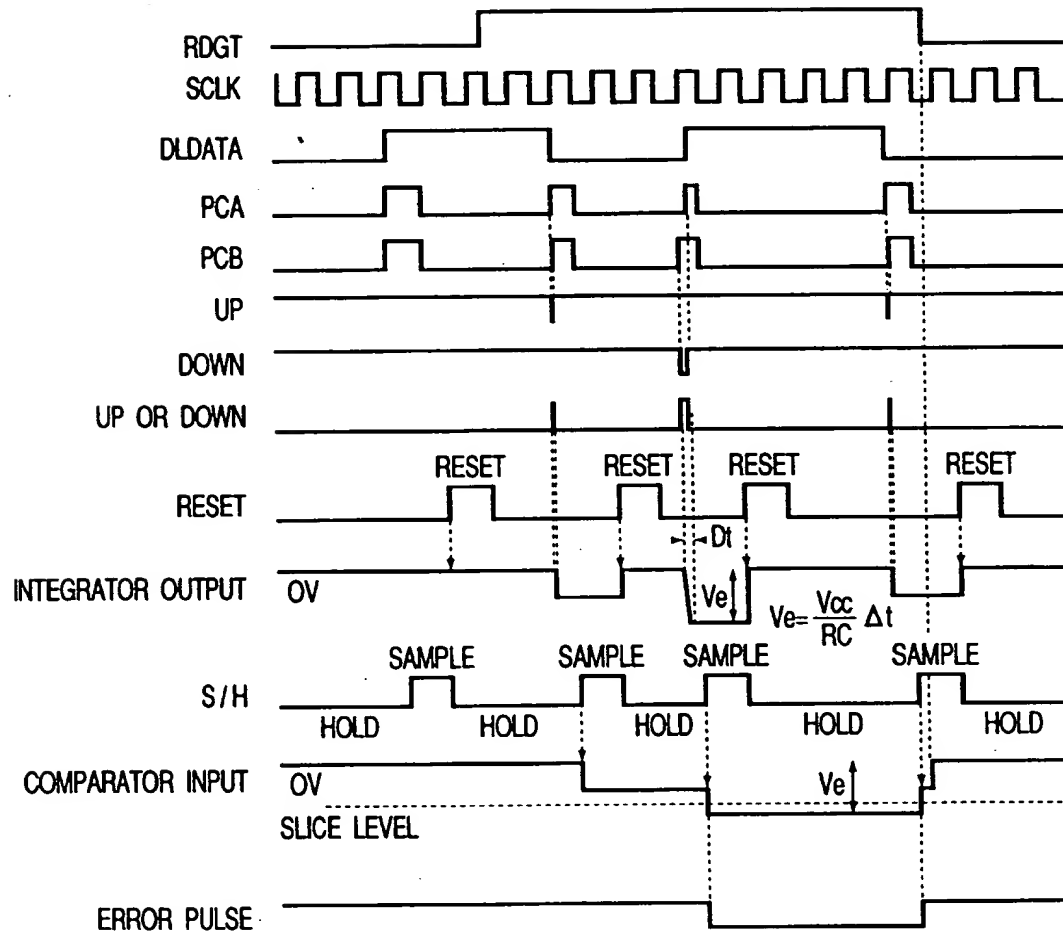 RDGT
SCLK
DLDATA
PCA
PCB
UP
DOWN
UP OR DOWN
RESET RESET RESET RESET
RESET
Dt
INTEGRATOR OUTPUT OV Ve Ve= Vcc/RC Δt
SAMPLE SAMPLE SAMPLE SAMPLE
S/H
HOLD HOLD HOLD HOLD HOLD
COMPARATOR INPUT OV Ve
SLICE LEVEL
ERROR PULSE